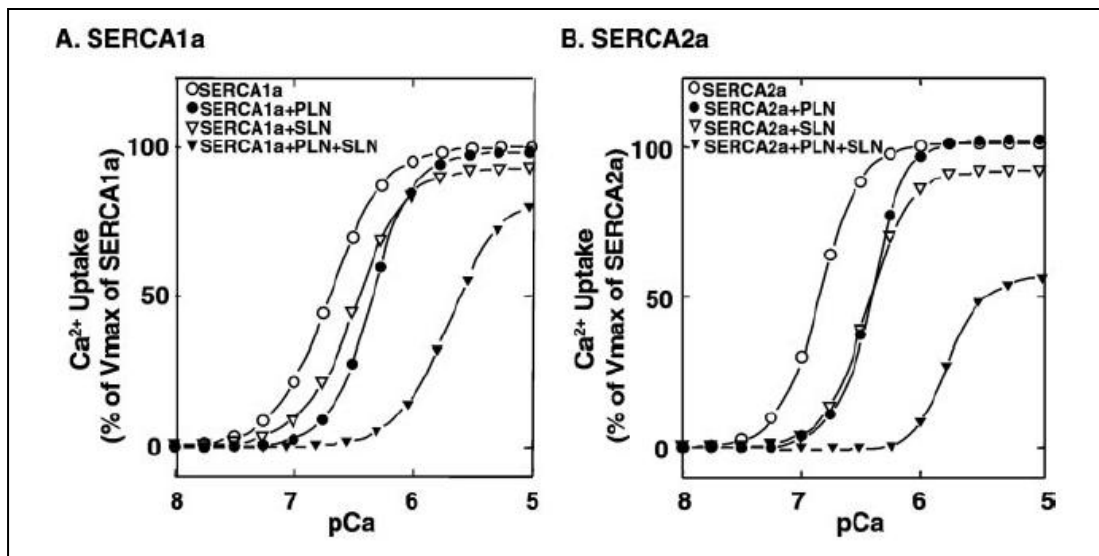 A. SERCA1a
SERCA1a
SERCA1a+PLN
SERCA1a+SLN
SERCA1a+PLN+SLN
100
50
0
Ca²⁺ Uptake
(% of Vmax of SERCA1a)
8 7 6 5
pCa
B. SERCA2a
SERCA2a
SERCA2a+PLN
SERCA2a+SLN
SERCA2a+PLN+SLN
100
50
0
Ca²⁺ Uptake
(% of Vmax of SERCA2a)
8 7 6 5
pCa